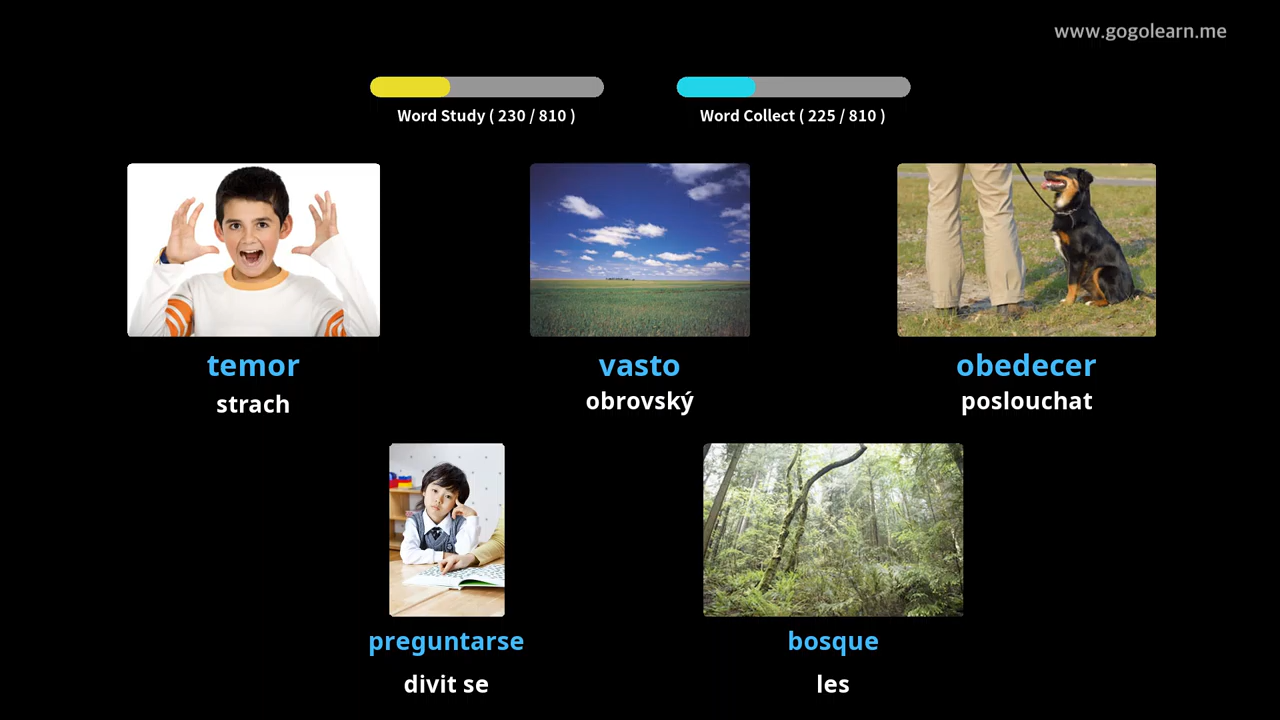 www.gogolearn.me
Word Study ( 230 / 810 )
Word Collect ( 225 / 810 )
temor
strach
vasto
obrovský
obedecer
poslouchat
preguntarse
divit se
bosque
les